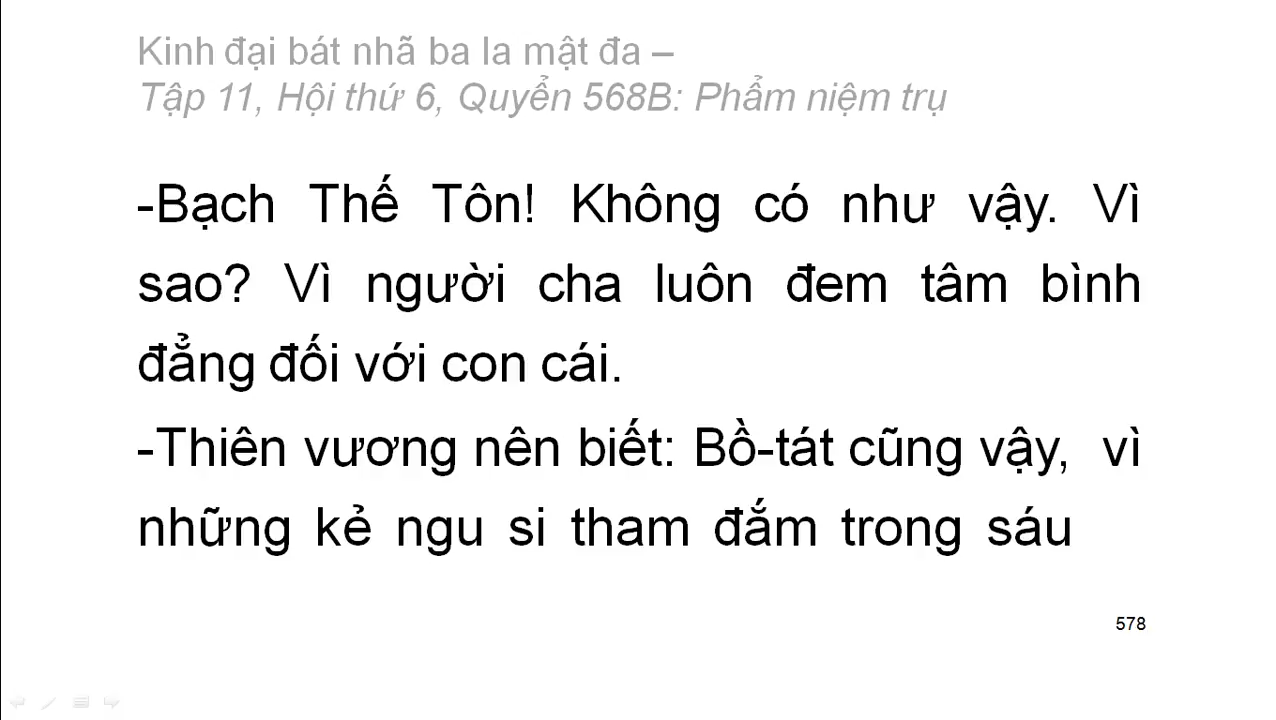 Kinh đại bát nhã ba la mật đa –
Tập 11, Hội thứ 6, Quyển 568B: Phẩm niệm trụ
-Bạch Thế Tôn! Không có như vậy. Vì
sao? Vì người cha luôn đem tâm bình
đẳng đối với con cái.
-Thiên vương nên biết: Bồ-tát cũng vậy, vì
những kẻ ngu si tham đắm trong sáu
578